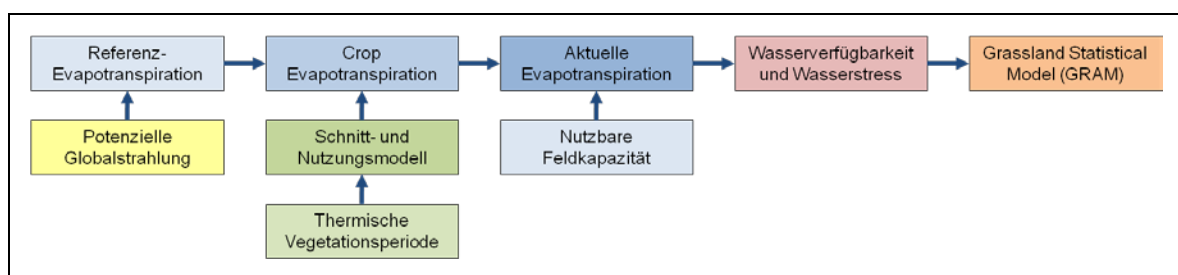 Referenz-
Evapotranspiration
Crop
Evapotranspiration
Aktuelle
Evapotranspiration
Wasserverfügbarkeit
und Wasserstress
Grassland Statistical
Model (GRAM)
Potenzielle
Globalstrahlung
Schnitt- und
Nutzungsmodell
Nutzbare
Feldkapazität
Thermische
Vegetationsperiode